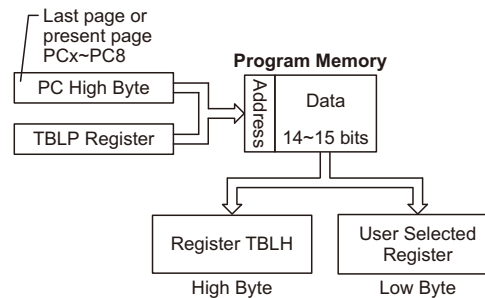 Last page or
present page
PCx~PC8
Program Memory
PC High Byte
TBLP Register
Address
Data
14~15 bits
Register TBLH
User Selected
Register
High Byte
Low Byte